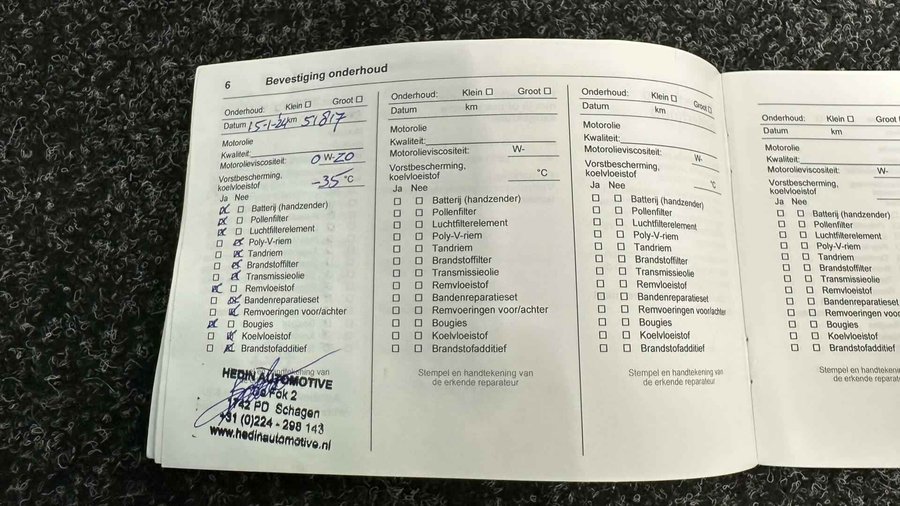 6 Bevestiging onderhoud
Onderhoud: Klein ☐ Groot ☐
Datum 15-1-24 km 51817
Motorolie
Kwaliteit:
Motorolieviscositeit: 0 W-20
Vorstbescherming,
koelvloeistof -35 °C
Ja Nee
☒ ☐ Batterij (handzender)
☒ ☐ Pollenfilter
☒ ☐ Luchtfilterelement
☐ ☒ Poly-V-riem
☐ ☒ Tandriem
☐ ☒ Brandstoffilter
☐ ☒ Transmissieolie
☒ ☐ Remvloeistof
☐ ☒ Bandenreparatieset
☐ ☒ Remvoeringen voor/achter
☒ ☐ Bougies
☐ ☒ Koelvloeistof
☐ ☒ Brandstofadditief
handtekening van
HEDIN AUTOMOTIVE
De Fok 2
1742 PD Schagen
+31 (0)224 - 298 143
www.hedinautomotive.nl
Onderhoud: Klein ☐ Groot ☐
Datum km
Motorolie
Kwaliteit:
Motorolieviscositeit: W-
Vorstbescherming,
koelvloeistof °C
Ja Nee
☐ ☐ Batterij (handzender)
☐ ☐ Pollenfilter
☐ ☐ Luchtfilterelement
☐ ☐ Poly-V-riem
☐ ☐ Tandriem
☐ ☐ Brandstoffilter
☐ ☐ Transmissieolie
☐ ☐ Remvloeistof
☐ ☐ Bandenreparatieset
☐ ☐ Remvoeringen voor/achter
☐ ☐ Bougies
☐ ☐ Koelvloeistof
☐ ☐ Brandstofadditief
Stempel en handtekening van
de erkende reparateur
Onderhoud: Klein ☐ Groot ☐
Datum km
Motorolie
Kwaliteit:
Motorolieviscositeit: W-
Vorstbescherming,
koelvloeistof °C
Ja Nee
☐ ☐ Batterij (handzender)
☐ ☐ Pollenfilter
☐ ☐ Luchtfilterelement
☐ ☐ Poly-V-riem
☐ ☐ Tandriem
☐ ☐ Brandstoffilter
☐ ☐ Transmissieolie
☐ ☐ Remvloeistof
☐ ☐ Bandenreparatieset
☐ ☐ Remvoeringen voor/achter
☐ ☐ Bougies
☐ ☐ Koelvloeistof
☐ ☐ Brandstofadditief
Stempel en handtekening van
de erkende reparateur
Onderhoud: Klein ☐ Groot ☐
Datum km
Motorolie
Kwaliteit:
Motorolieviscositeit: W-
Vorstbescherming,
koelvloeistof
Ja Nee
☐ ☐ Batterij (handzender)
☐ ☐ Pollenfilter
☐ ☐ Luchtfilterelement
☐ ☐ Poly-V-riem
☐ ☐ Tandriem
☐ ☐ Brandstoffilter
☐ ☐ Transmissieolie
☐ ☐ Remvloeistof
☐ ☐ Bandenreparatieset
☐ ☐ Remvoeringen voor
☐ ☐ Bougies
☐ ☐ Koelvloeistof
☐ ☐ Brandstofadditief
Stempel en handtekening
de erkende repara